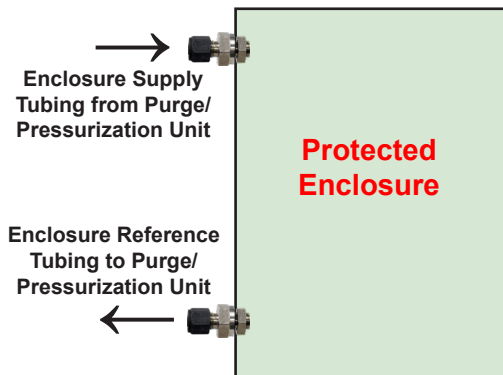 Enclosure Supply
Tubing from Purge/
Pressurization Unit
Protected
Enclosure
Enclosure Reference
Tubing to Purge/
Pressurization Unit